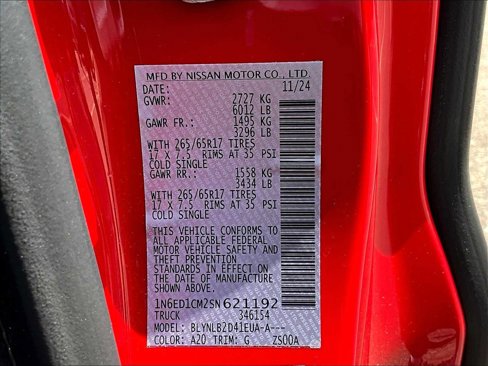 MFD BY NISSAN MOTOR CO., LTD.
DATE: 11/24
GVWR: 2727 KG
6012 LB
GAWR FR.: 1495 KG
3296 LB
WITH 265/65R17 TIRES
17 X 7.5 RIMS AT 35 PSI
COLD SINGLE
GAWR RR.: 1558 KG
3434 LB
WITH 265/65R17 TIRES
17 X 7.5 RIMS AT 35 PSI
COLD SINGLE
THIS VEHICLE CONFORMS TO
ALL APPLICABLE FEDERAL
MOTOR VEHICLE SAFETY AND
THEFT PREVENTION
STANDARDS IN EFFECT ON
THE DATE OF MANUFACTURE
SHOWN ABOVE.
1N6ED1CM2SN 621192
TRUCK 346154
MODEL: BLYNLB2D41EUA-A---
COLOR: A20 TRIM: G ZS00A